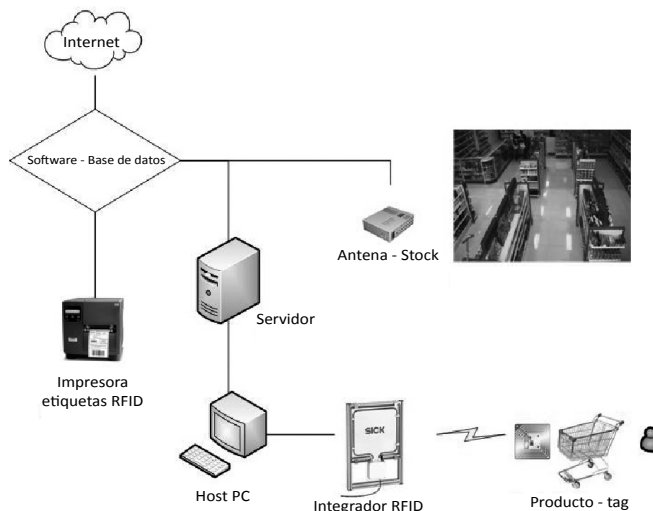 Internet
Software - Base de datos
Antena - Stock
Servidor
Impresora
etiquetas RFID
SICK
Host PC
Integrador RFID
Producto - tag